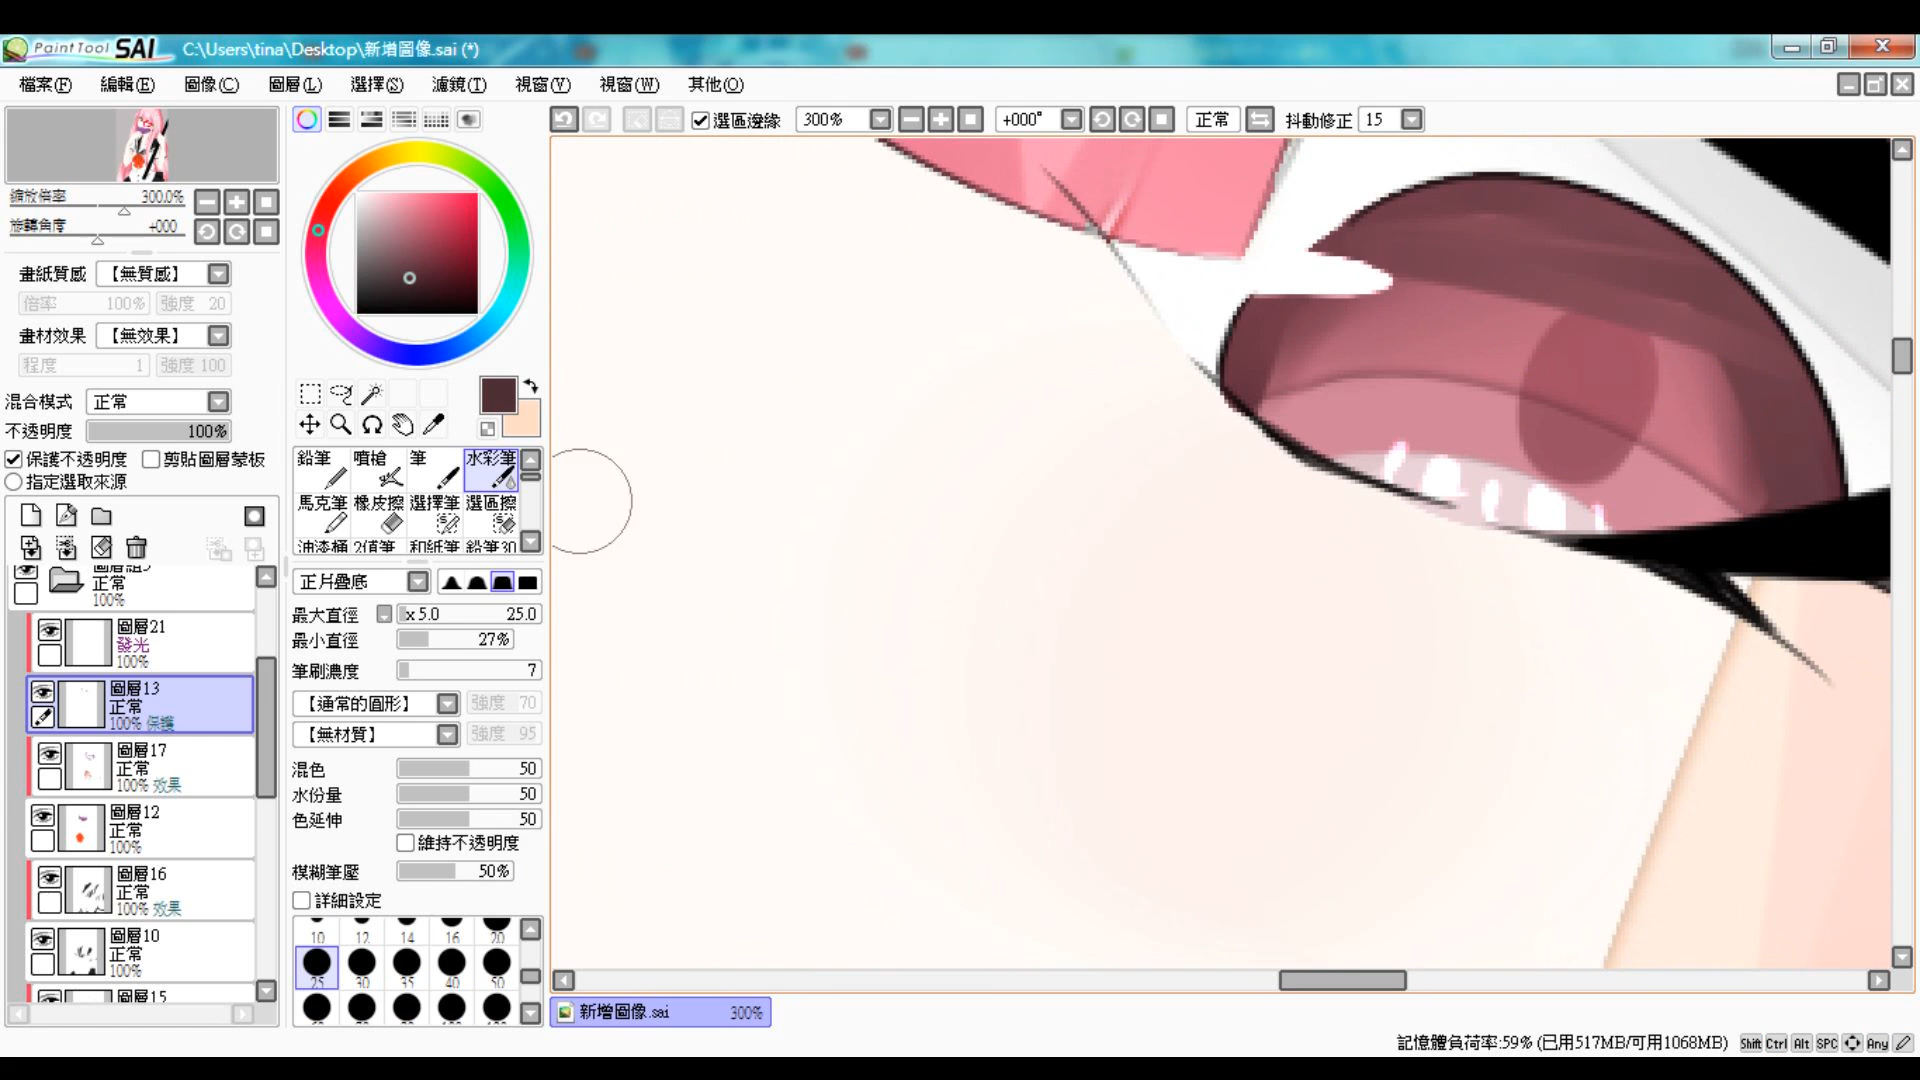 PaintTool SAI C:\Users\tina\Desktop\新增圖像.sai (*)
檔案(F) 編輯(E) 圖像(C) 圖層(L) 選擇(S) 濾鏡(T) 視窗(V) 視窗(W) 其他(O)
選區邊緣 300% +000° 正常 抖動修正 15
縮放倍率 300.0%
旋轉角度 +000
畫紙質感 【無質感】
倍率 100% 強度 20
畫材效果 【無效果】
程度 1 強度 100
混合模式 正常
不透明度 100%
保護不透明度 剪貼圖層蒙板
指定選取來源
正常
100%
圖層21
發光
100%
圖層13
正常
100% 保護
圖層17
正常
100% 效果
圖層12
正常
100%
圖層16
正常
100% 效果
圖層10
正常
100%
圖層15
鉛筆 噴槍 筆 水彩筆
馬克筆 橡皮擦 選擇筆 選區擦
油漆桶 2值筆 和紙筆 鉛筆30
正片疊底
最大直徑 x 5.0 25.0
最小直徑 27%
筆刷濃度 7
【通常的圓形】 強度 70
【無材質】 強度 95
混色 50
水份量 50
色延伸 50
維持不透明度
模糊筆壓 50%
詳細設定
10 12 14 16 20
25 30 35 40 50
新增圖像.sai 300%
記憶體負荷率:59% (已用517MB/可用1068MB) Shift Ctrl Alt SPC Any